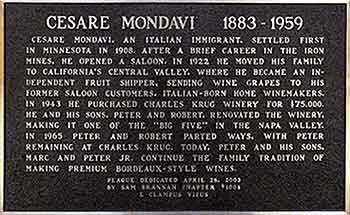 CESARE MONDAVI 1883-1959
CESARE MONDAVI, AN ITALIAN IMMIGRANT, SETTLED FIRST
IN MINNESOTA IN 1908. AFTER A BRIEF CAREER IN THE IRON
MINES, HE OPENED A SALOON. IN 1922 HE MOVED HIS FAMILY
TO CALIFORNIA'S CENTRAL VALLEY, WHERE HE BECAME AN IN-
DEPENDENT FRUIT SHIPPER, SENDING WINE GRAPES TO HIS
FORMER SALOON CUSTOMERS, ITALIAN-BORN HOME WINEMAKERS
IN 1943 HE PURCHASED CHARLES KRUG WINERY FOR $75,000.
HE AND HIS SONS, PETER AND ROBERT, RENOVATED THE WINERY,
MAKING IT ONE OF THE "BIG FIVE" IN THE NAPA VALLEY.
IN 1965 PETER AND ROBERT PARTED WAYS, WITH PETER
REMAINING AT CHARLES KRUG. TODAY, PETER AND HIS SONS,
MARC AND PETER JR. CONTINUE THE FAMILY TRADITION OF
MAKING PREMIUM BORDEAUX-STYLE WINES.
PLAQUE DEDICATED APRIL 26, 2003
BY SAM BRANNAN CHAPTER #1004
E CLAMPUS VITUS